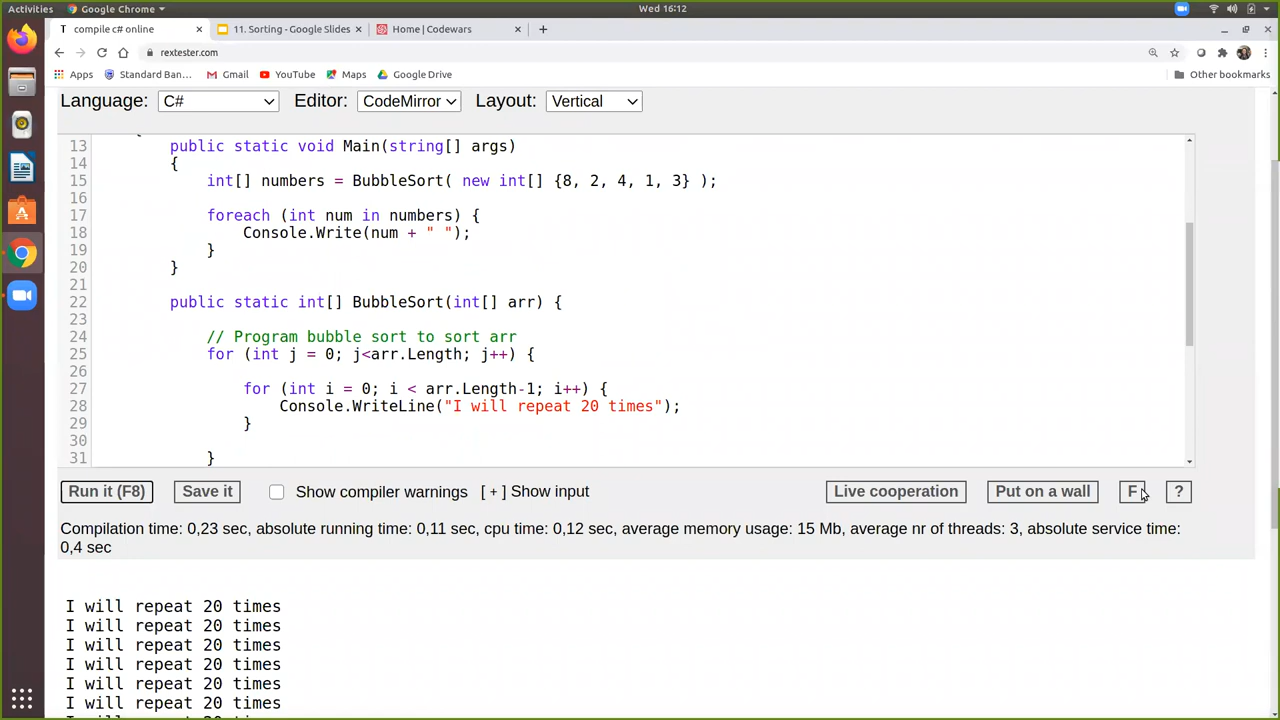 Activities Google Chrome Wed 16:12
T compile c# online × 11. Sorting - Google Slides × Home | Codewars × +
rextester.com
Apps Standard Ban... Gmail YouTube Maps Google Drive Other bookmarks
Language: C# Editor: CodeMirror Layout: Vertical
{
13 public static void Main(string[] args)
14 {
15 int[] numbers = BubbleSort( new int[] {8, 2, 4, 1, 3} );
16
17 foreach (int num in numbers) {
18 Console.Write(num + " ");
19 }
20 }
21
22 public static int[] BubbleSort(int[] arr) {
23
24 // Program bubble sort to sort arr
25 for (int j = 0; j<arr.Length; j++) {
26
27 for (int i = 0; i < arr.Length-1; i++) {
28 Console.WriteLine("I will repeat 20 times");
29 }
30
31 }
Run it (F8) Save it Show compiler warnings [ + ] Show input Live cooperation Put on a wall F ?
Compilation time: 0,23 sec, absolute running time: 0,11 sec, cpu time: 0,12 sec, average memory usage: 15 Mb, average nr of threads: 3, absolute service time:
0,4 sec
I will repeat 20 times
I will repeat 20 times
I will repeat 20 times
I will repeat 20 times
I will repeat 20 times
I will repeat 20 times
I will repeat 20 times